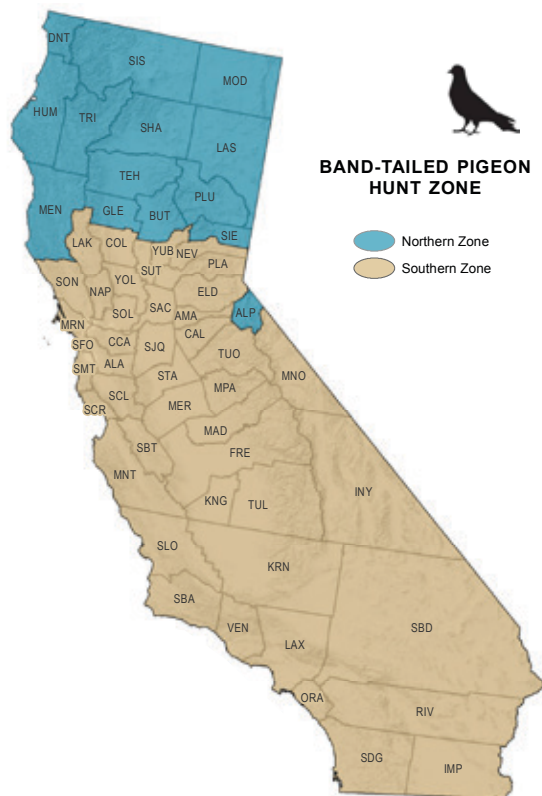 DNT
SIS
MOD
HUM
TRI
SHA
LAS
TEH
PLU
MEN
GLE
BUT
SIE
BAND-TAILED PIGEON
HUNT ZONE
Northern Zone
Southern Zone
LAK
COL
YUB
NEV
SUT
PLA
SON
NAP
YOL
ELD
SOL
SAC
AMA
ALP
MRN
CAL
SFO
CCA
SJQ
TUO
SMT
ALA
MNO
STA
MPA
SCL
SCR
MER
MAD
SBT
FRE
MNT
INY
KNG
TUL
SLO
KRN
SBA
VEN
SBD
LAX
ORA
RIV
SDG
IMP